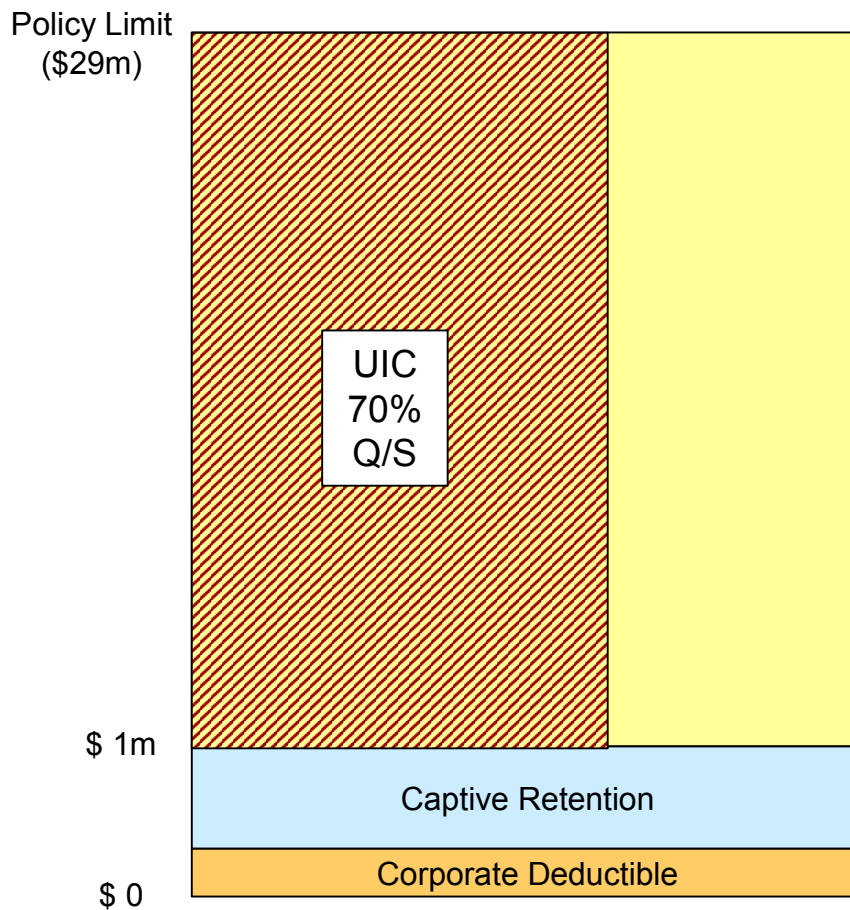 Policy Limit
($29m)
UIC
70%
Q/S
$ 1m
Captive Retention
Corporate Deductible
$ 0